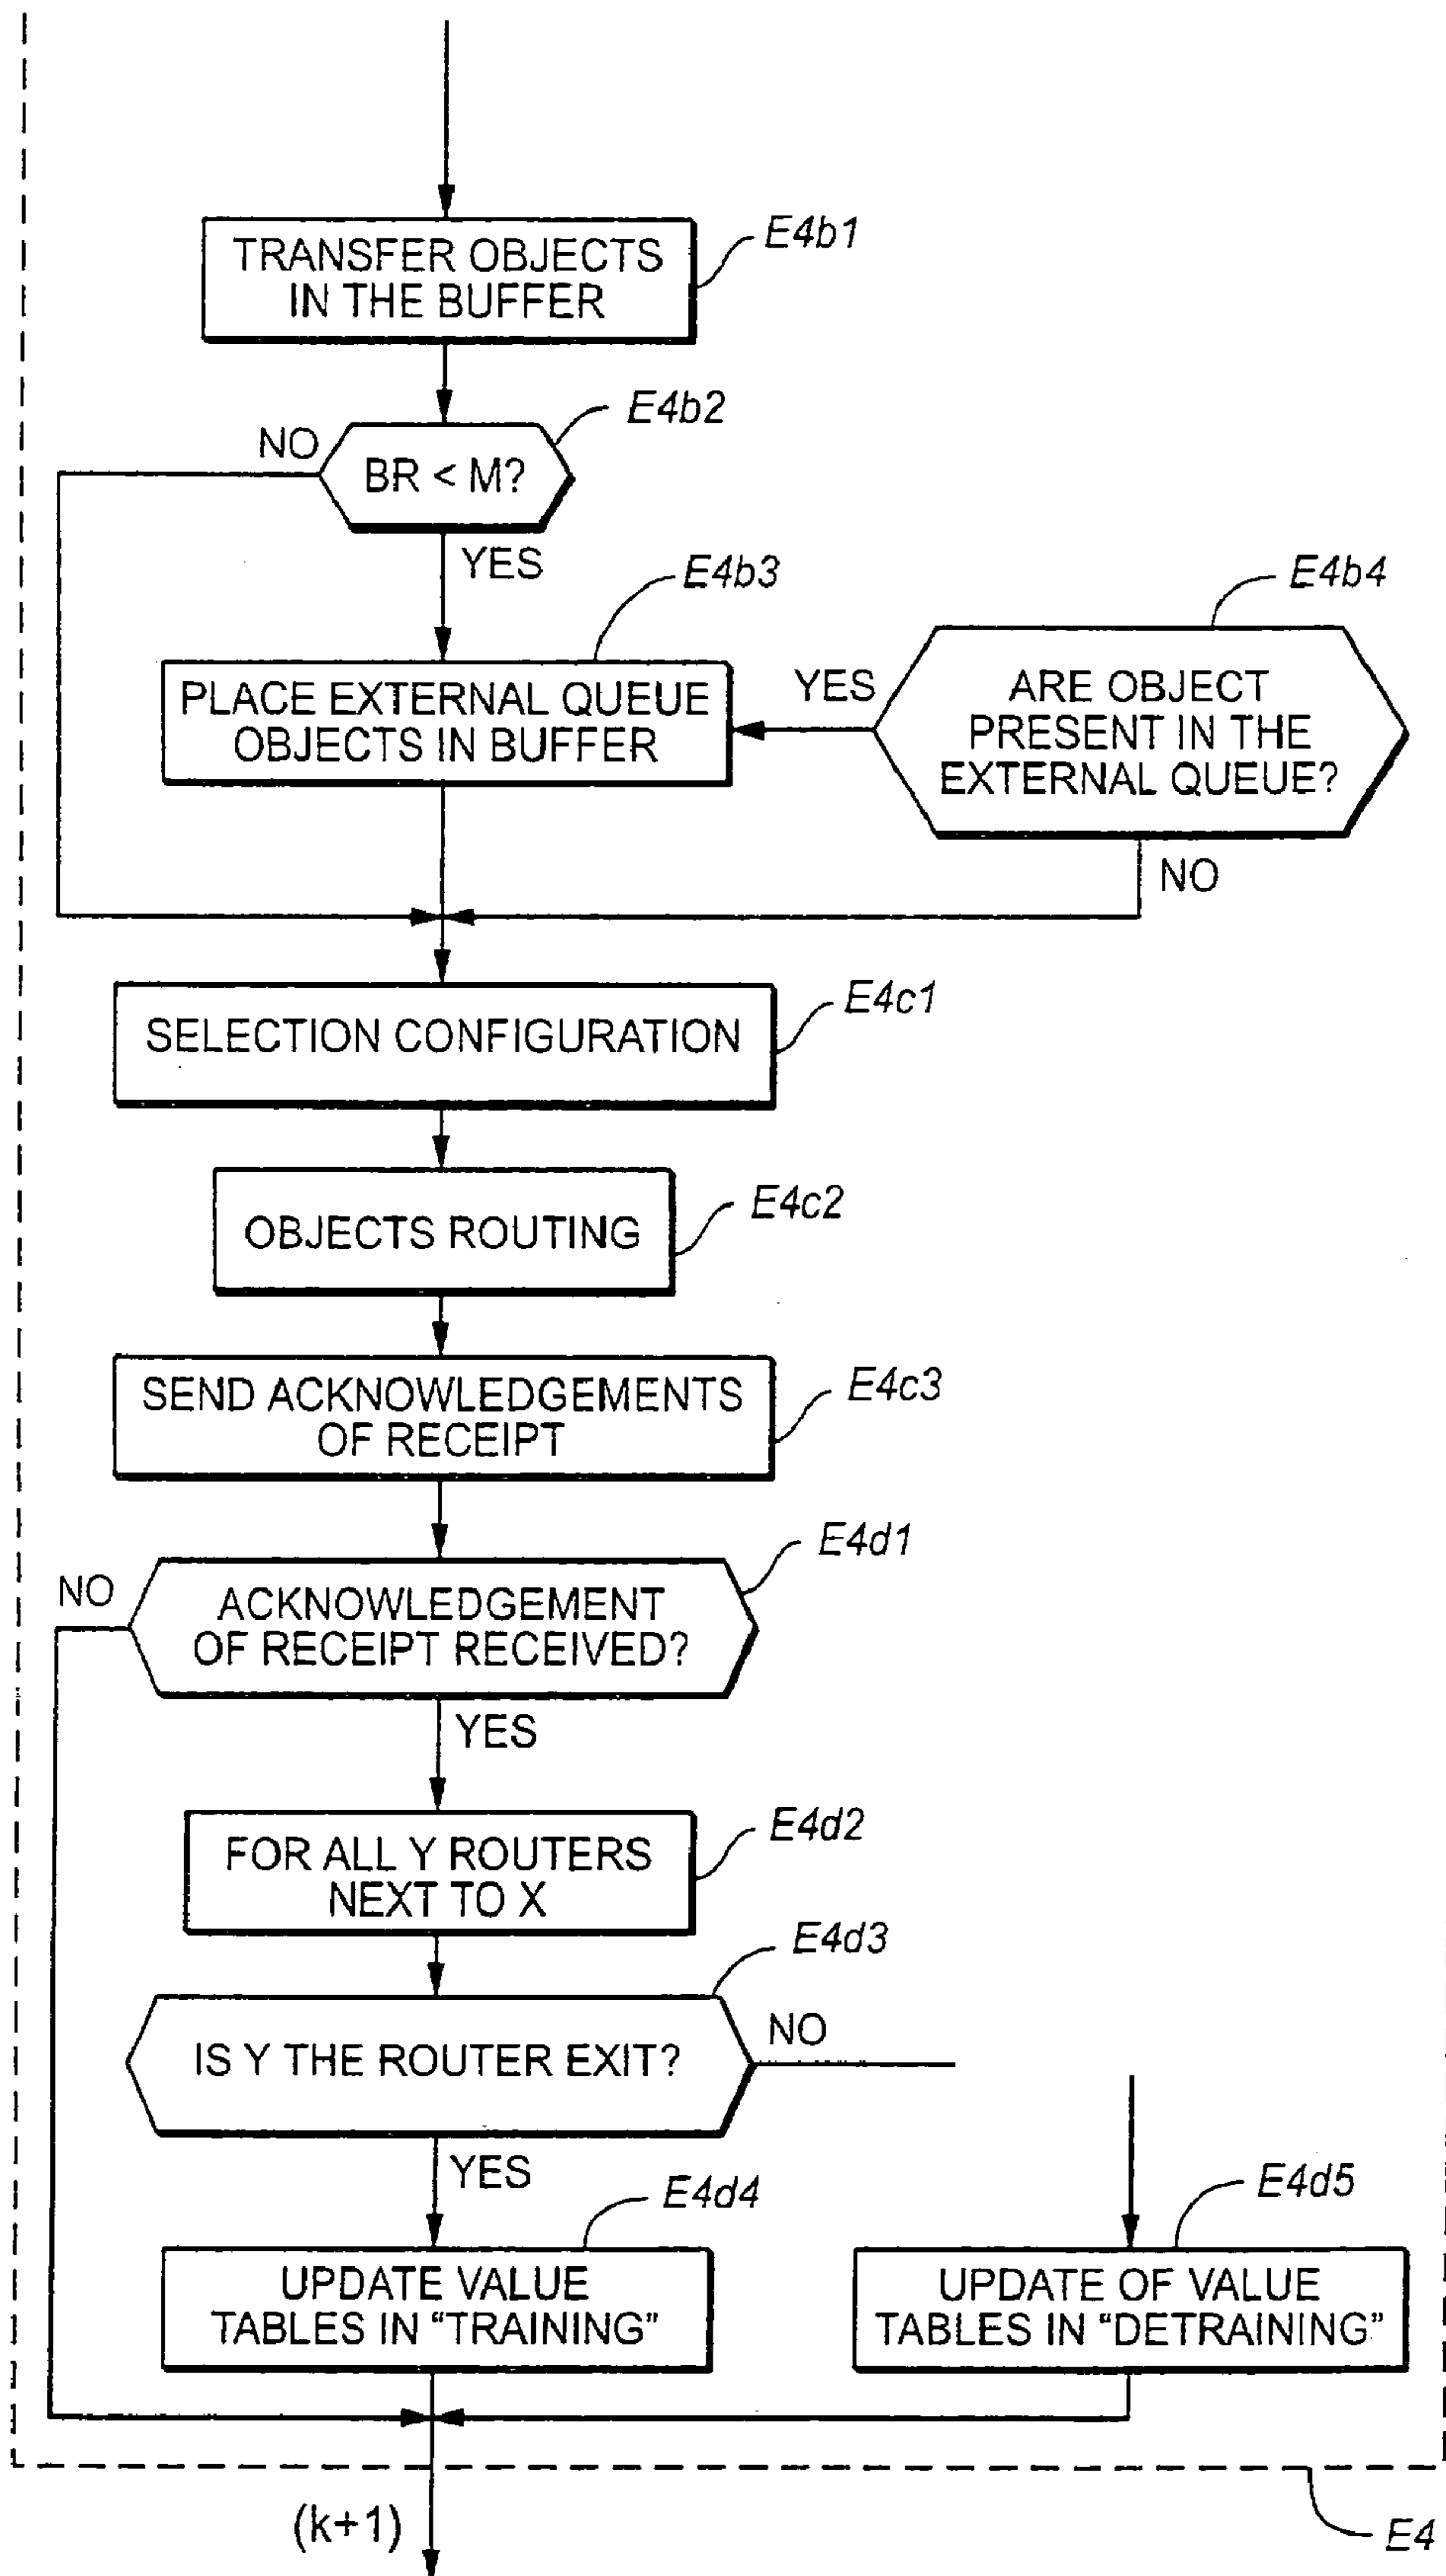 E4b1
TRANSFER OBJECTS
IN THE BUFFER
E4b2
NO
BR < M?
YES
E4b3
E4b4
PLACE EXTERNAL QUEUE
OBJECTS IN BUFFER
YES
ARE OBJECT
PRESENT IN THE
EXTERNAL QUEUE?
NO
E4c1
SELECTION CONFIGURATION
E4c2
OBJECTS ROUTING
E4c3
SEND ACKNOWLEDGEMENTS
OF RECEIPT
E4d1
NO
ACKNOWLEDGEMENT
OF RECEIPT RECEIVED?
YES
E4d2
FOR ALL Y ROUTERS
NEXT TO X
E4d3
IS Y THE ROUTER EXIT?
NO
YES
E4d4
E4d5
UPDATE VALUE
TABLES IN “TRAINING”
UPDATE OF VALUE
TABLES IN “DETRAINING”
(k+1)
E4